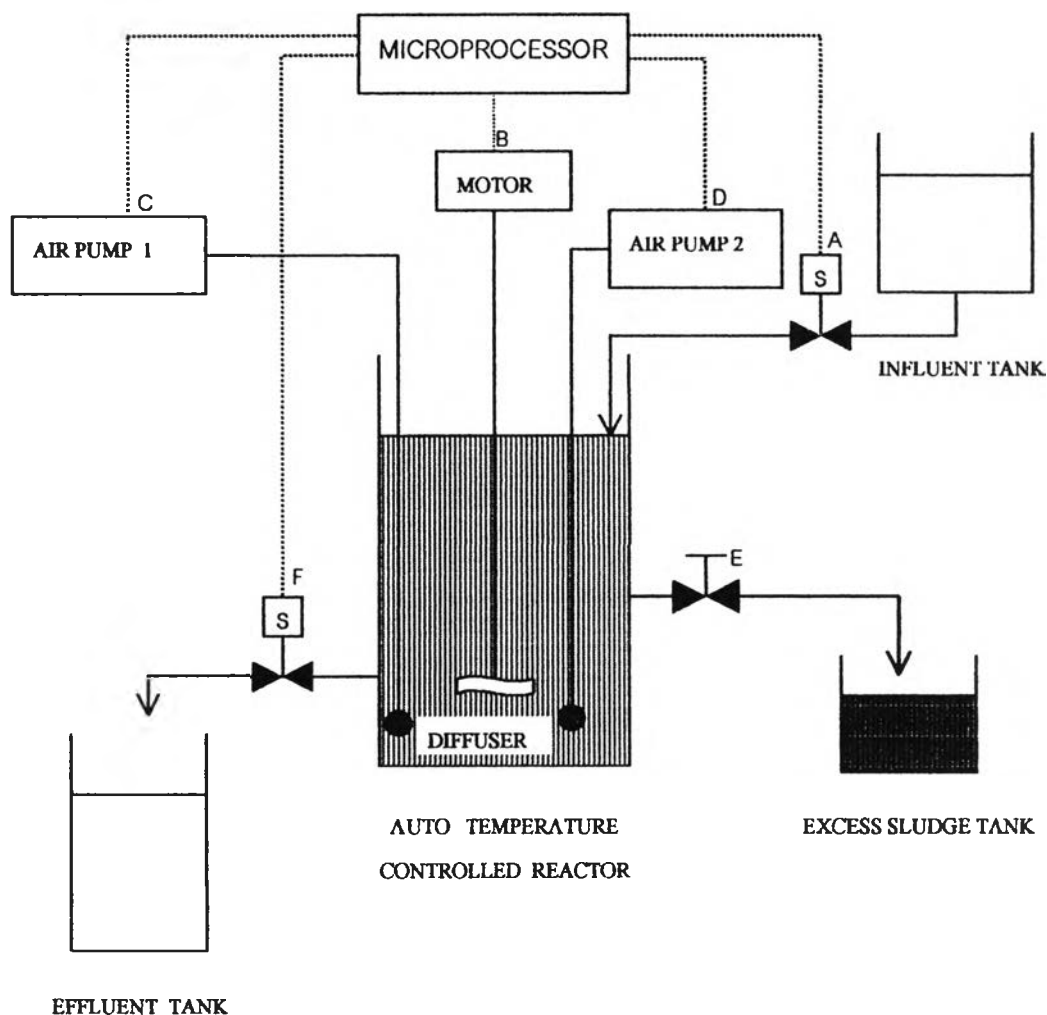 MICROPROCESSOR
B
MOTOR
C
AIR PUMP 1
D
AIR PUMP 2
A
S
INFLUENT TANK
E
F
S
DIFFUSER
AUTO TEMPERATURE
CONTROLLED REACTOR
EXCESS SLUDGE TANK
EFFLUENT TANK